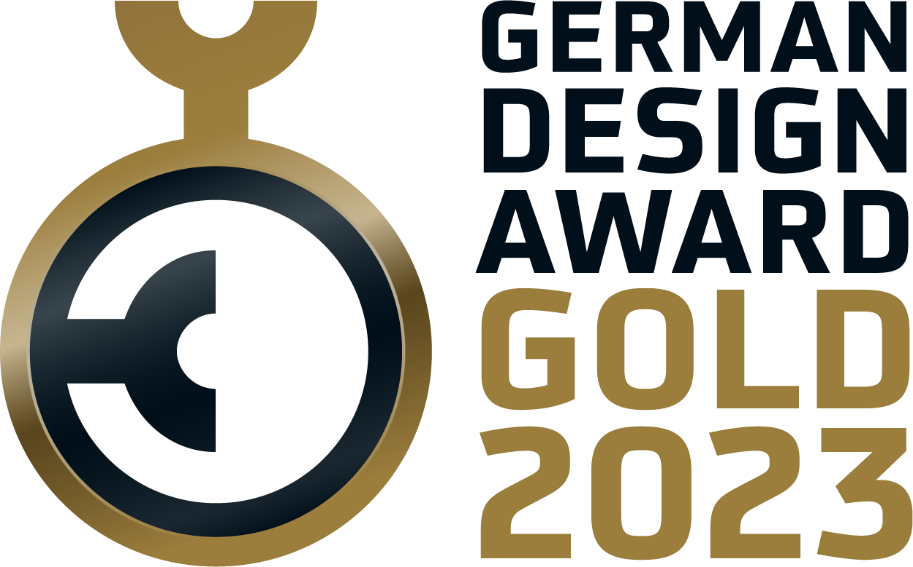 GERMAN
DESIGN
AWARD
GOLD
2023